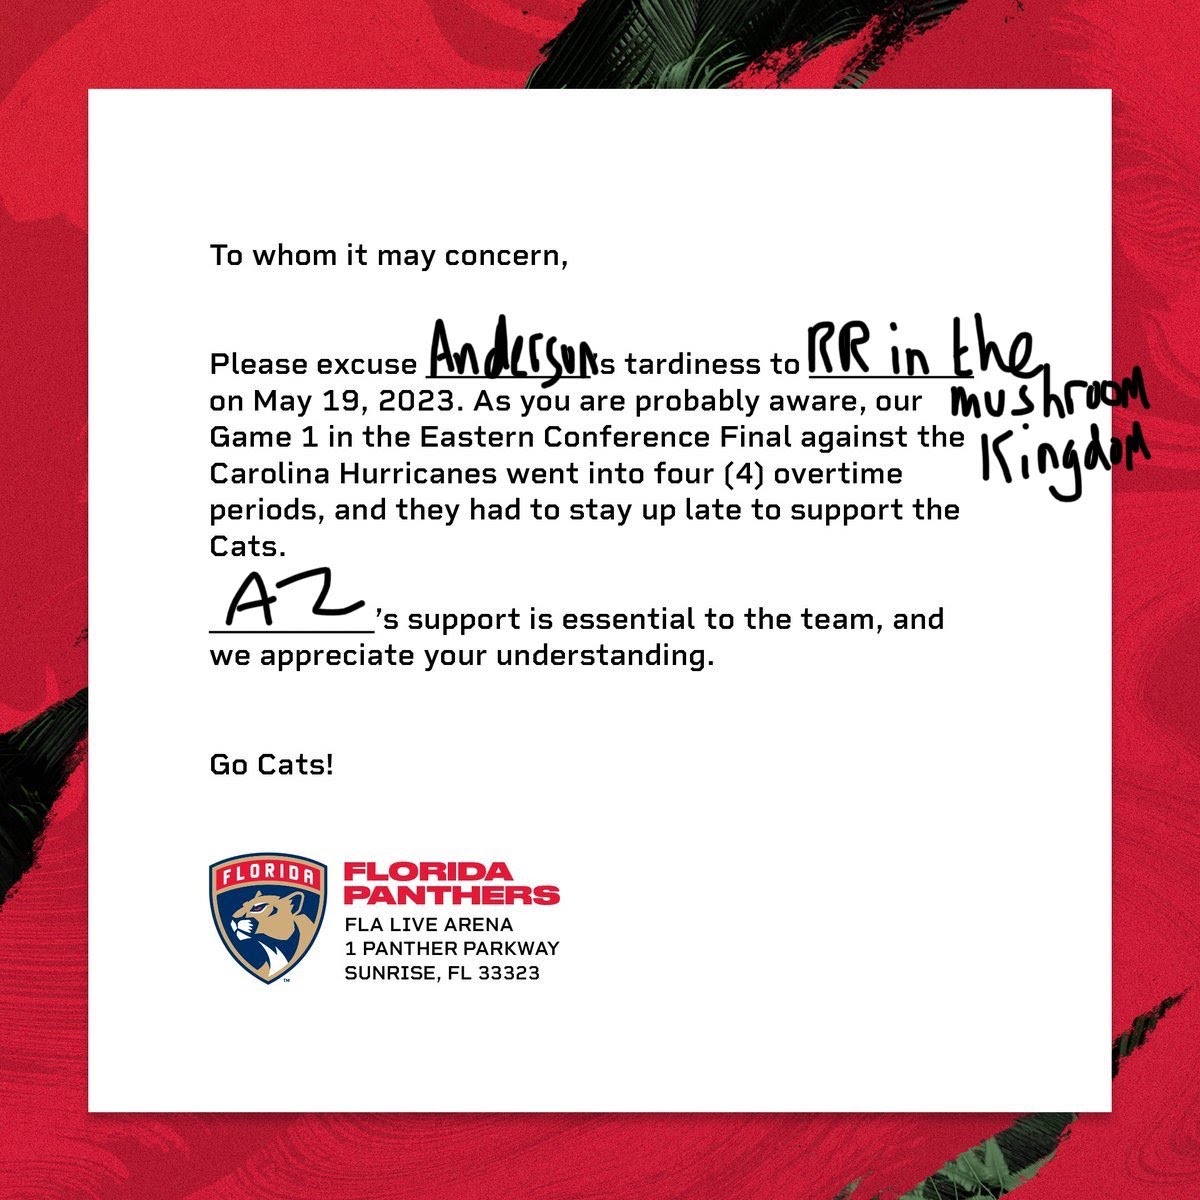 To whom it may concern,
Please excuse Anderson's tardiness to RR in the
on May 19, 2023. As you are probably aware, our mushroom
Game 1 in the Eastern Conference Final against the Kingdom
Carolina Hurricanes went into four (4) overtime
periods, and they had to stay up late to support the
Cats.
AZ's support is essential to the team, and
we appreciate your understanding.
Go Cats!
FLORIDA
FLORIDA
PANTHERS
FLA LIVE ARENA
1 PANTHER PARKWAY
SUNRISE, FL 33323
TM